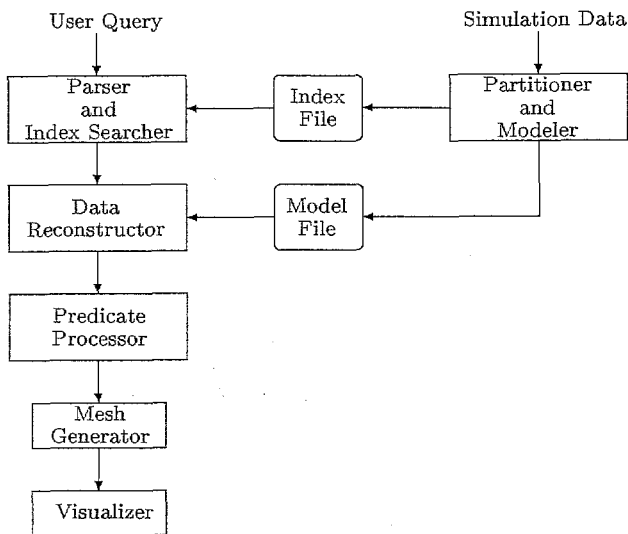 User Query
Simulation Data
Parser
and
Index Searcher
Index
File
Partitioner
and
Modeler
Data
Reconstructor
Model
File
Predicate
Processor
Mesh
Generator
Visualizer